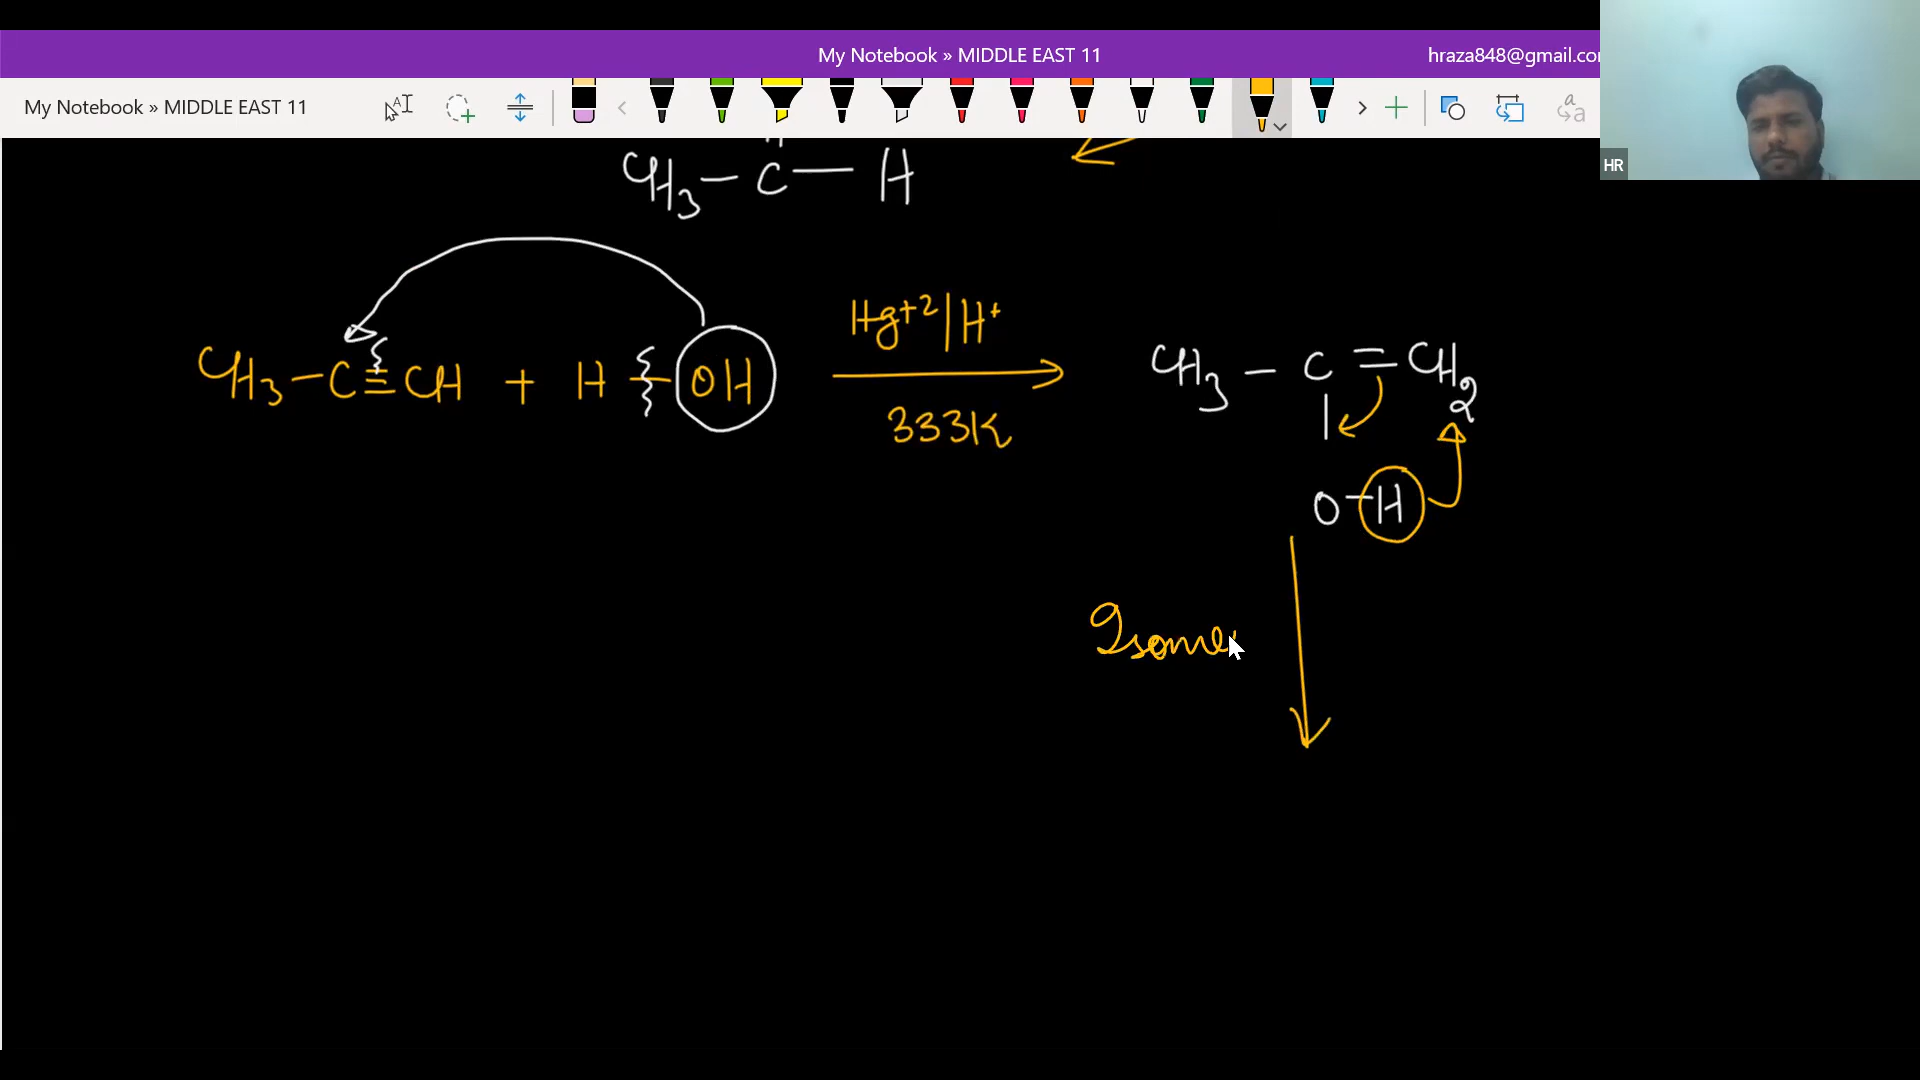 My Notebook » MIDDLE EAST 11
hraza848@gmail.co
My Notebook » MIDDLE EAST 11
HR
CH3 — C — H
CH3 — C ≡ CH + H — OH
Hg+2 | H+
333K
CH3 — C = CH2
|
O — H
Isome